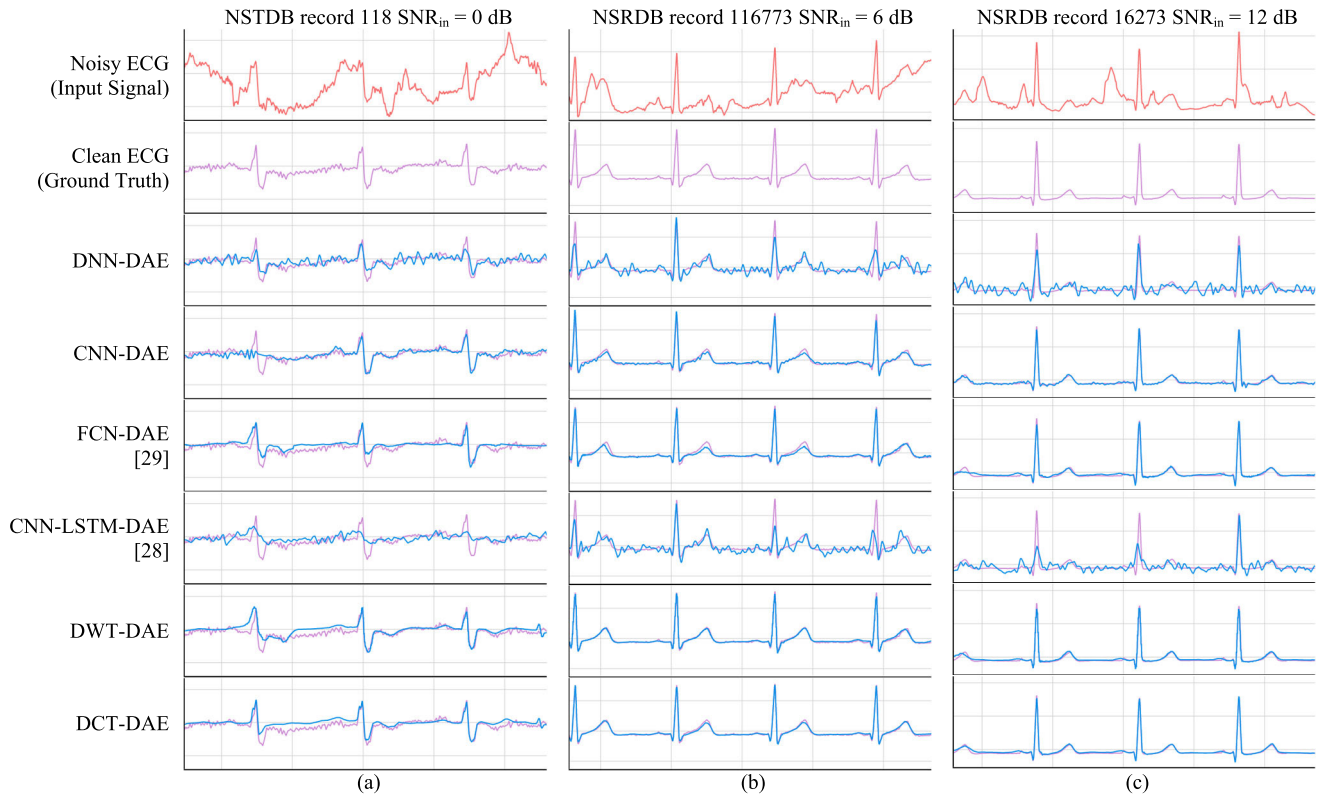 NSTDB record 118 SNRin = 0 dB
NSRDB record 116773 SNRin = 6 dB
NSRDB record 16273 SNRin = 12 dB
Noisy ECG
(Input Signal)
Clean ECG
(Ground Truth)
DNN-DAE
CNN-DAE
FCN-DAE
[29]
CNN-LSTM-DAE
[28]
DWT-DAE
DCT-DAE
(a)
(b)
(c)